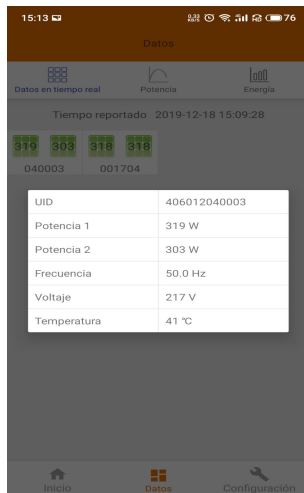 15:13 76
Datos
Datos en tiempo real Potencia Energía
Tiempo reportado 2019-12-18 15:09:28
319 303 318 318
040003 001704
UID 406012040003
Potencia 1 319 W
Potencia 2 303 W
Frecuencia 50.0 Hz
Voltaje 217 V
Temperatura 41 ℃
Inicio Datos Configuración